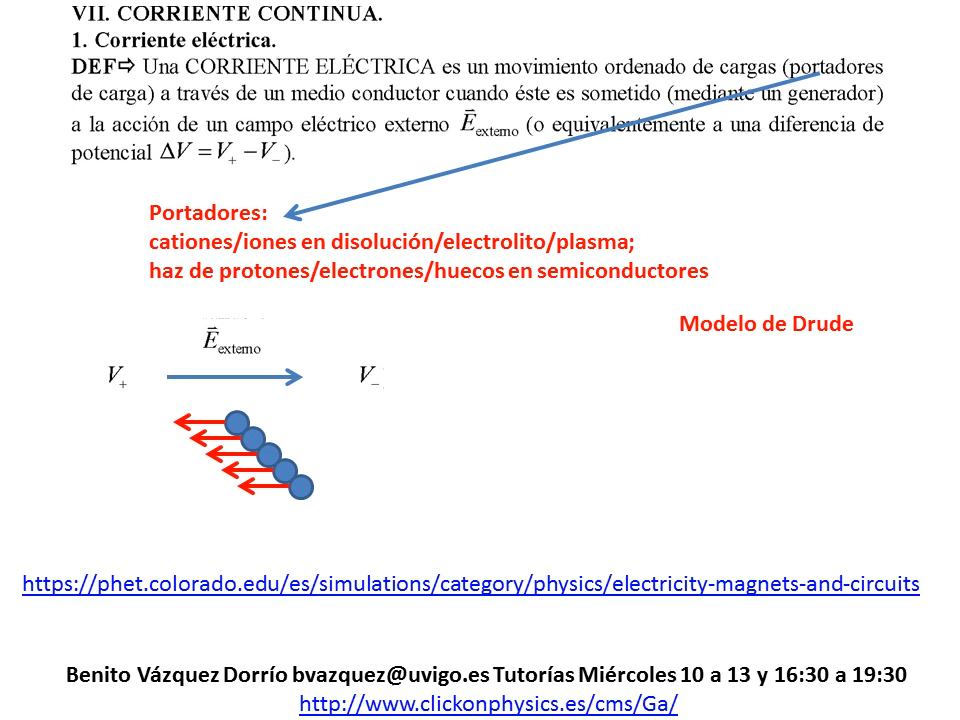 VII. CORRIENTE CONTINUA.
1. Corriente eléctrica.
DEF⇨ Una CORRIENTE ELÉCTRICA es un movimiento ordenado de cargas (portadores
de carga) a través de un medio conductor cuando éste es sometido (mediante un generador)
a la acción de un campo eléctrico externo E⃗externo (o equivalentemente a una diferencia de
potencial ΔV = V₊ − V₋ ).
Portadores:
cationes/iones en disolución/electrolito/plasma;
haz de protones/electrones/huecos en semiconductores
Modelo de Drude
E⃗externo
V₊ V₋
https://phet.colorado.edu/es/simulations/category/physics/electricity-magnets-and-circuits
Benito Vázquez Dorrío bvazquez@uvigo.es Tutorías Miércoles 10 a 13 y 16:30 a 19:30
http://www.clickonphysics.es/cms/Ga/